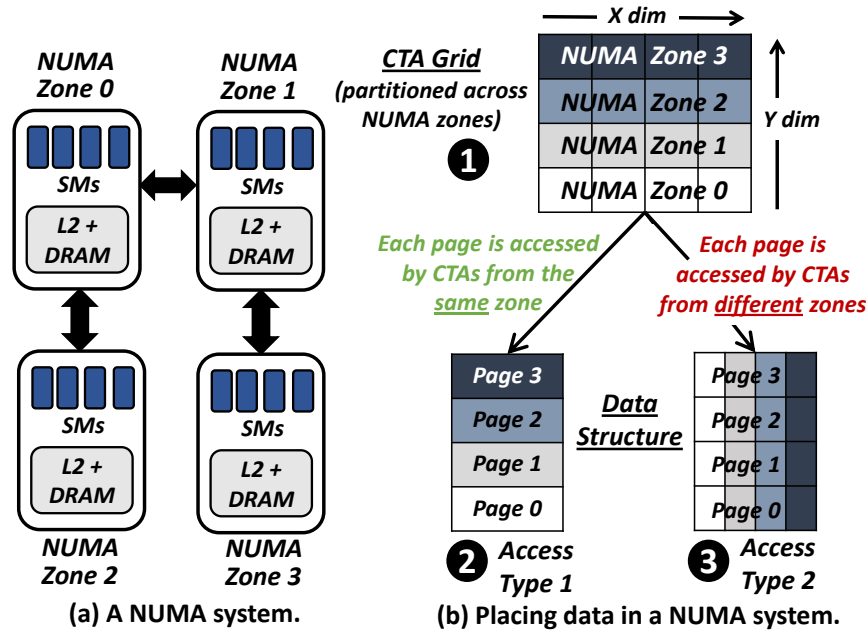 NUMA
Zone 0
NUMA
Zone 1
SMs
L2 +
DRAM
SMs
L2 +
DRAM
SMs
L2 +
DRAM
SMs
L2 +
DRAM
NUMA
Zone 2
NUMA
Zone 3
(a) A NUMA system.
X dim
CTA Grid
(partitioned across
NUMA zones)
1
NUMA Zone 3
NUMA Zone 2
NUMA Zone 1
NUMA Zone 0
Y dim
Each page is accessed
by CTAs from the
same zone
Each page is
accessed by CTAs
from different zones
Page 3
Page 2
Page 1
Page 0
Data
Structure
Page 3
Page 2
Page 1
Page 0
2 Access
Type 1
3 Access
Type 2
(b) Placing data in a NUMA system.